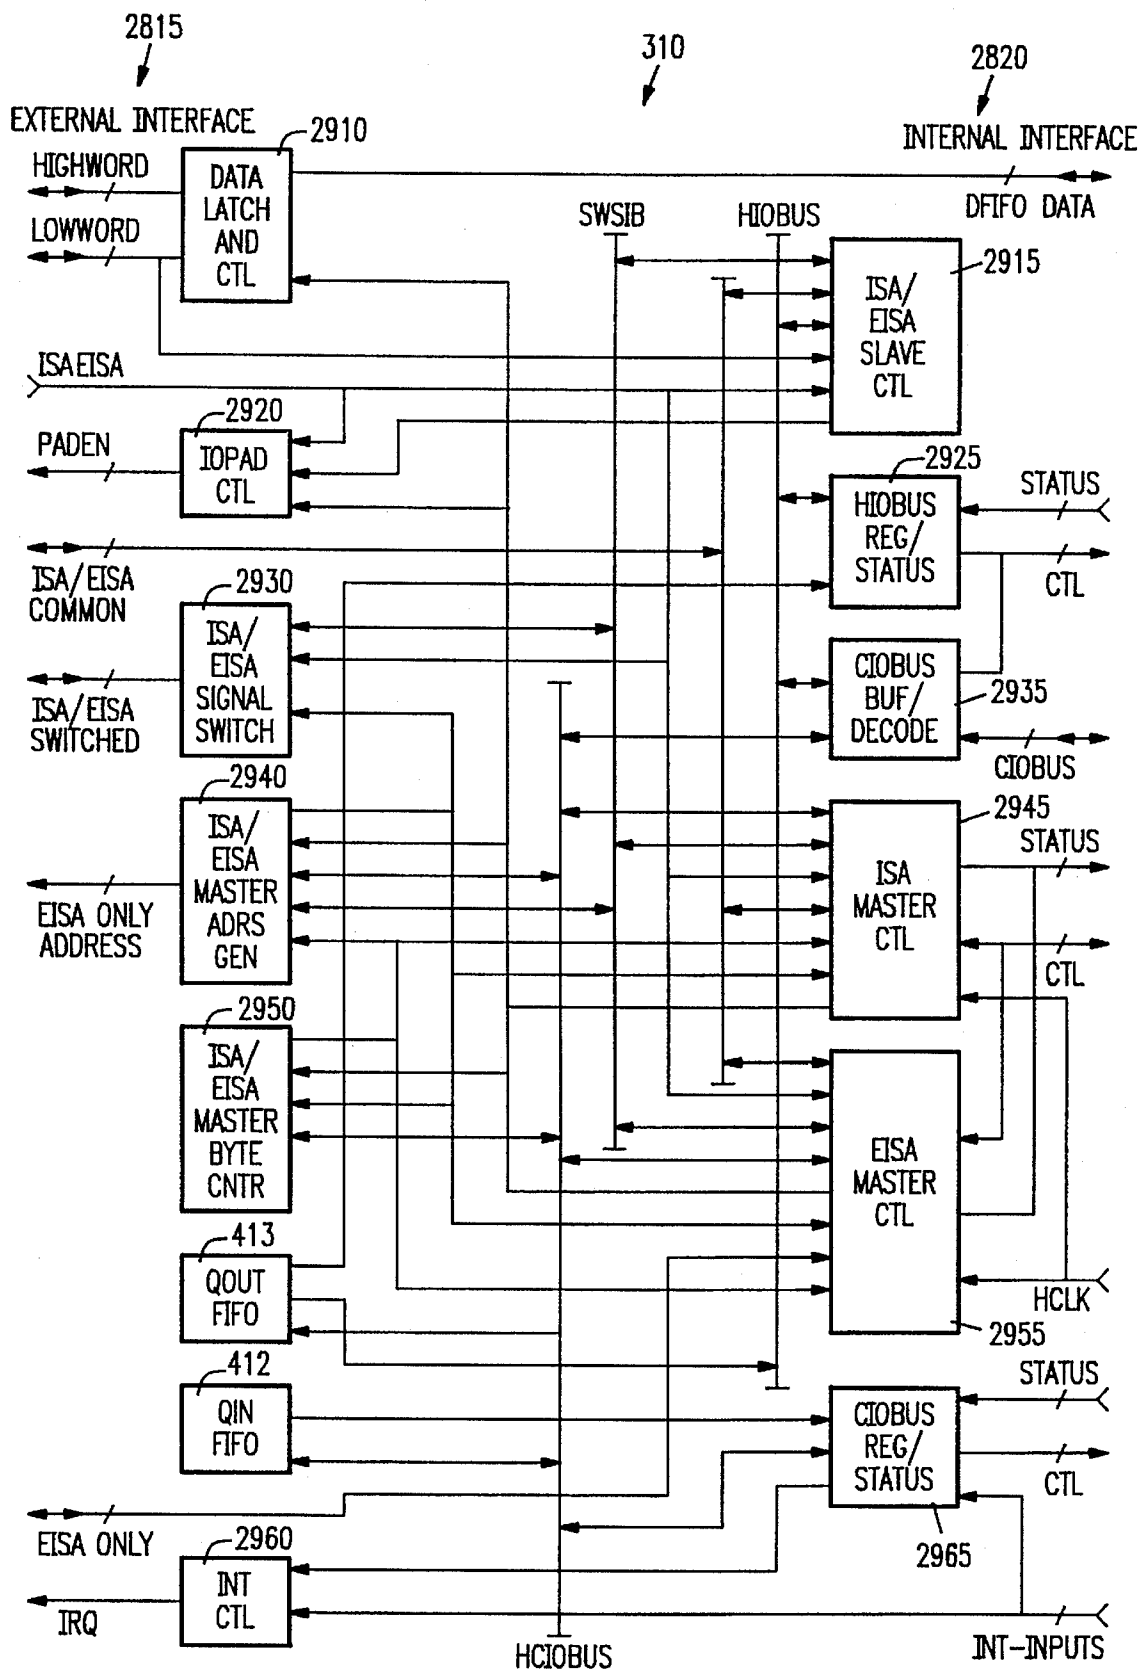 2815
310
2820
EXTERNAL INTERFACE
INTERNAL INTERFACE
HIGHWORD
LOWWORD
2910
DATA
LATCH
AND
CTL
DFIFO DATA
SWSIB
HIOBUS
2915
ISA/
EISA
SLAVE
CTL
ISAEISA
2920
PADEN
IOPAD
CTL
2925
HIOBUS
REG/
STATUS
STATUS
CTL
ISA/EISA
COMMON
2930
ISA/
EISA
SIGNAL
SWITCH
ISA/EISA
SWITCHED
CIOBUS
BUF/
DECODE
2935
CIOBUS
2940
ISA/
EISA
MASTER
ADRS
GEN
EISA ONLY
ADDRESS
2945
ISA
MASTER
CTL
STATUS
CTL
2950
ISA/
EISA
MASTER
BYTE
CNTR
EISA
MASTER
CTL
HCLK
2955
413
QOUT
FIFO
412
QIN
FIFO
STATUS
CIOBUS
REG/
STATUS
CTL
2965
EISA ONLY
2960
INT
CTL
IRQ
HCIOBUS
INT-INPUTS